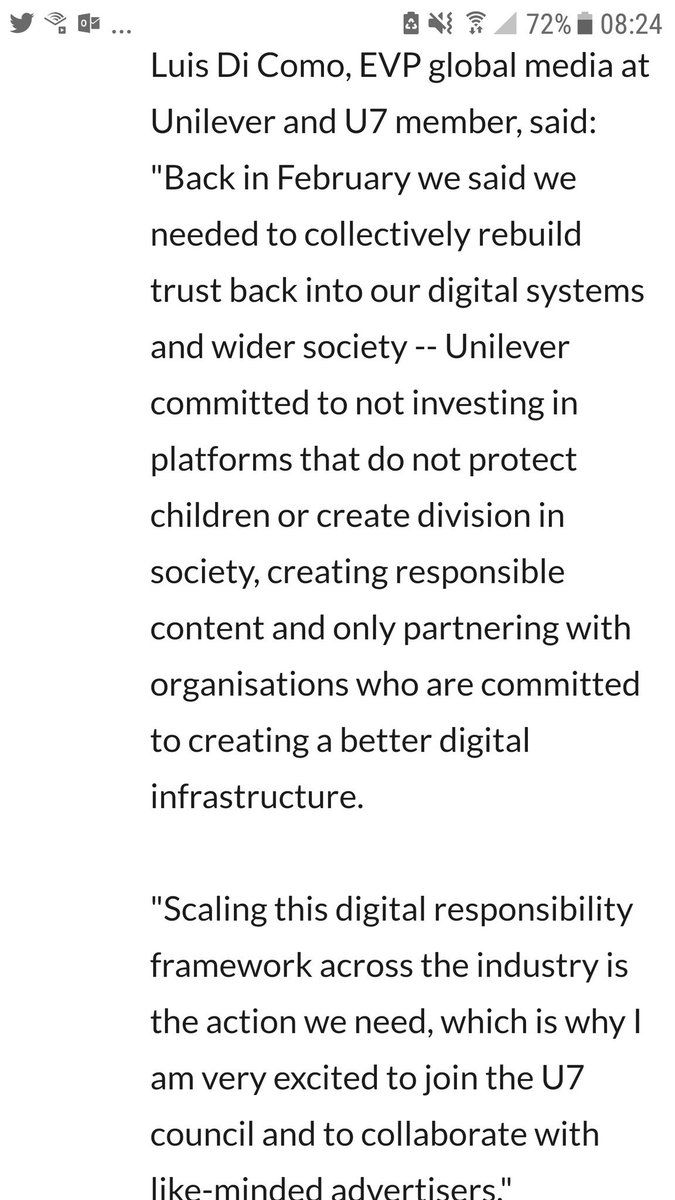 ... 72% 08:24
Luis Di Como, EVP global media at
Unilever and U7 member, said:
"Back in February we said we
needed to collectively rebuild
trust back into our digital systems
and wider society -- Unilever
committed to not investing in
platforms that do not protect
children or create division in
society, creating responsible
content and only partnering with
organisations who are committed
to creating a better digital
infrastructure.
"Scaling this digital responsibility
framework across the industry is
the action we need, which is why I
am very excited to join the U7
council and to collaborate with
like-minded advertisers."